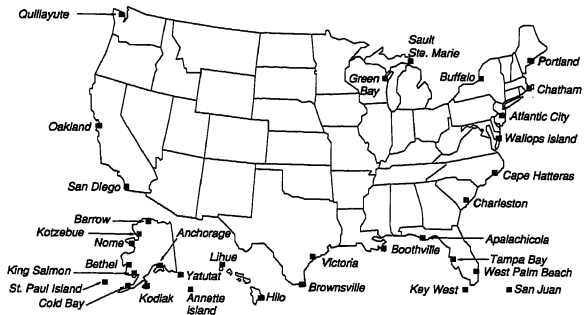 Quillayute
Sault
Ste. Marie
Portland
Green
Bay
Buffalo
Chatham
Atlantic City
Oakland
Wallops Island
Cape Hatteras
San Diego
Charleston
Barrow
Kotzebue
Anchorage
Nome
Apalachicola
Lihue
Boothville
Bethel
Victoria
Tampa Bay
King Salmon
Yatutat
West Palm Beach
St. Paul Island
Cold Bay
Kodiak
Annette
Island
Hilo
Brownsville
Key West
San Juan